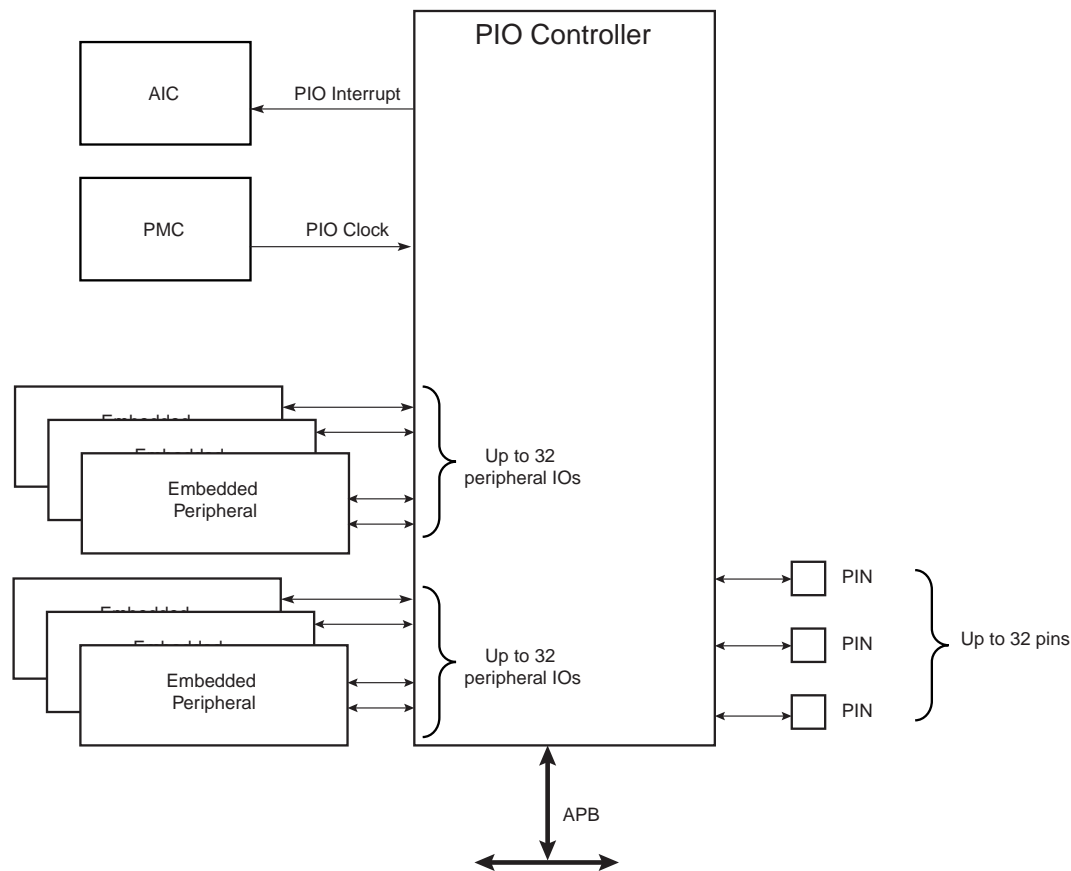 PIO Controller
AIC
PIO Interrupt
PMC
PIO Clock
Up to 32
peripheral IOs
Embedded
Peripheral
Up to 32
peripheral IOs
Embedded
Peripheral
PIN
PIN
PIN
Up to 32 pins
APB